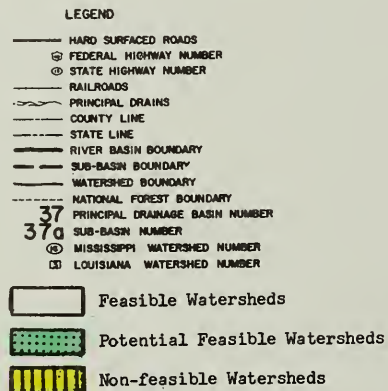 LEGEND
HARD SURFACED ROADS
FEDERAL HIGHWAY NUMBER
STATE HIGHWAY NUMBER
RAILROADS
PRINCIPAL DRAINS
COUNTY LINE
STATE LINE
RIVER BASIN BOUNDARY
SUB-BASIN BOUNDARY
WATERSHED BOUNDARY
NATIONAL FOREST BOUNDARY
37 PRINCIPAL DRAINAGE BASIN NUMBER
37a SUB-BASIN NUMBER
MISSISSIPPI WATERSHED NUMBER
LOUISIANA WATERSHED NUMBER
Feasible Watersheds
Potential Feasible Watersheds
Non-feasible Watersheds